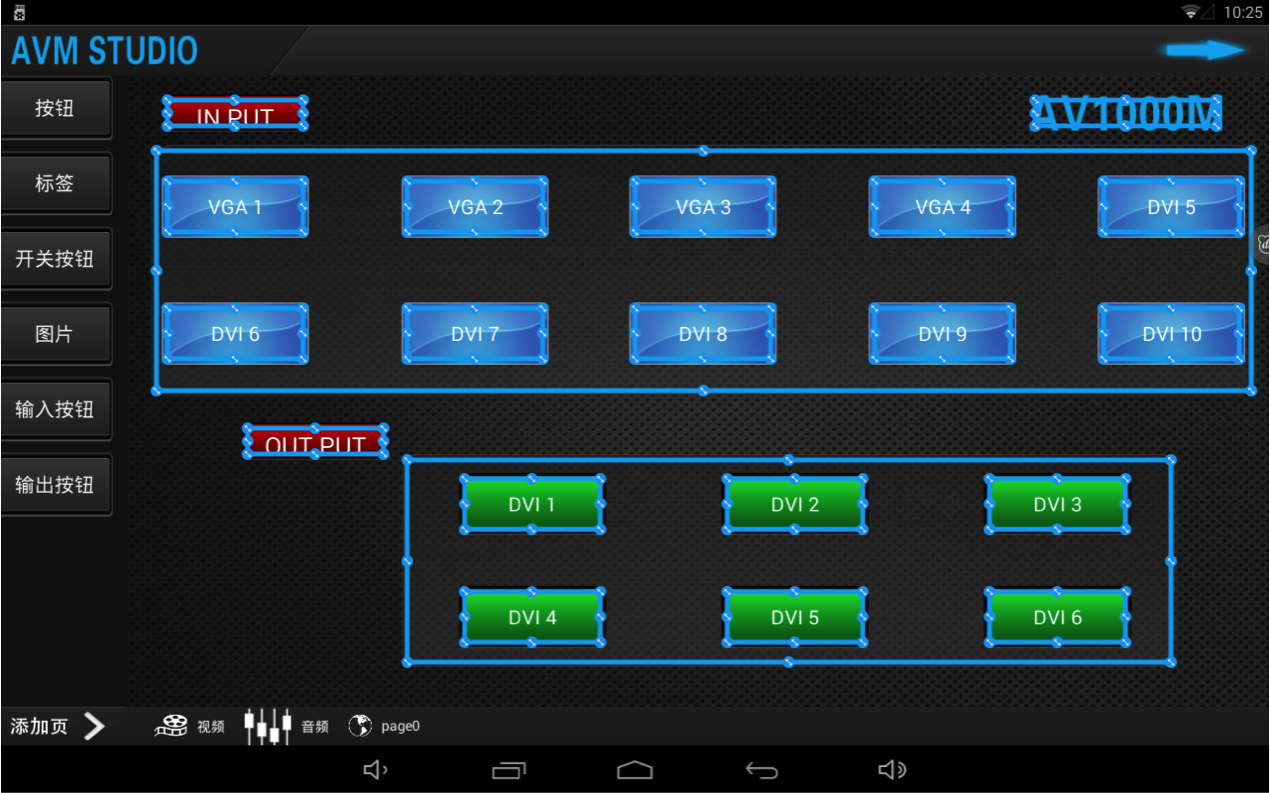 10:25
AVM STUDIO
按钮
标签
开关按钮
图片
输入按钮
输出按钮
IN PUT
AV1000M
VGA 1 VGA 2 VGA 3 VGA 4 DVI 5
DVI 6 DVI 7 DVI 8 DVI 9 DVI 10
OUT PUT
DVI 1 DVI 2 DVI 3
DVI 4 DVI 5 DVI 6
添加页 视频 音频 page0